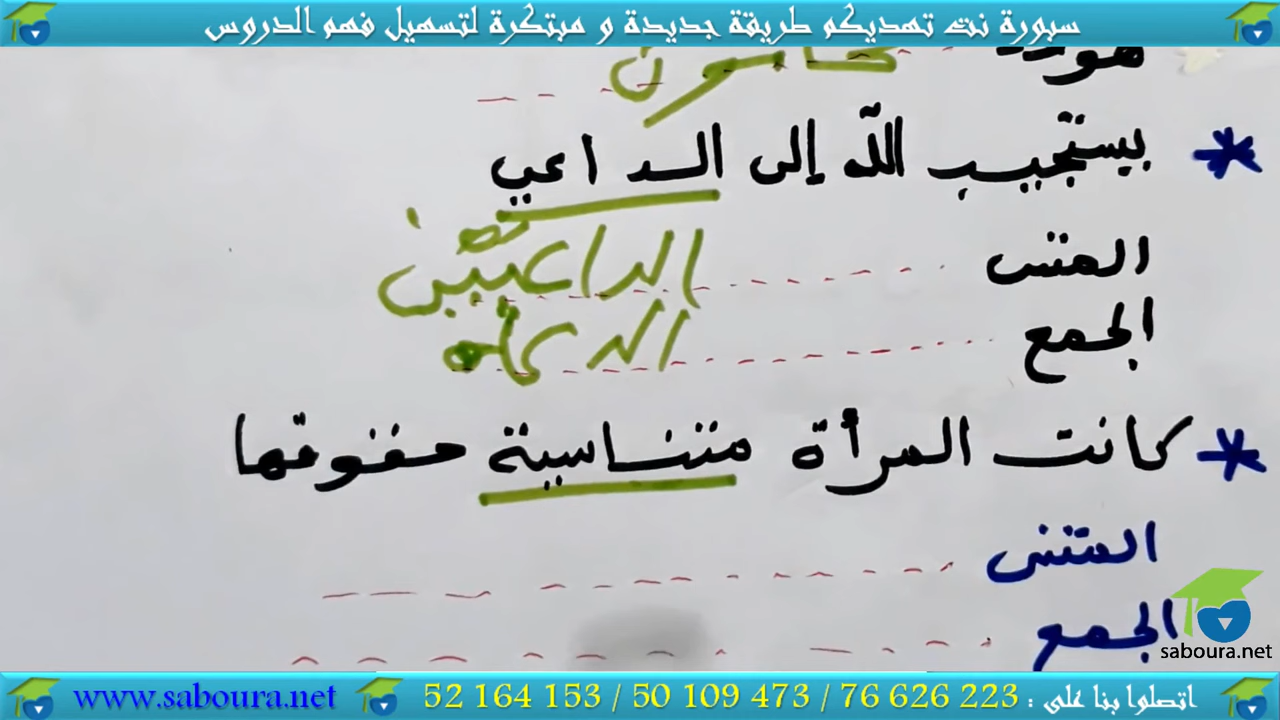 سبورة نت تهديكم طريقة جديدة و مبتكرة لتسهيل فهم الدروس
* يستجيب الله إلى الداعي
المثنى الداعيين
الجمع الدعاة
* كانت المرأة متناسية حقوقها
المثنى
الجمع
saboura.net
www.saboura.net 52 164 153 / 50 109 473 / 76 626 223 : اتصلوا بنا على